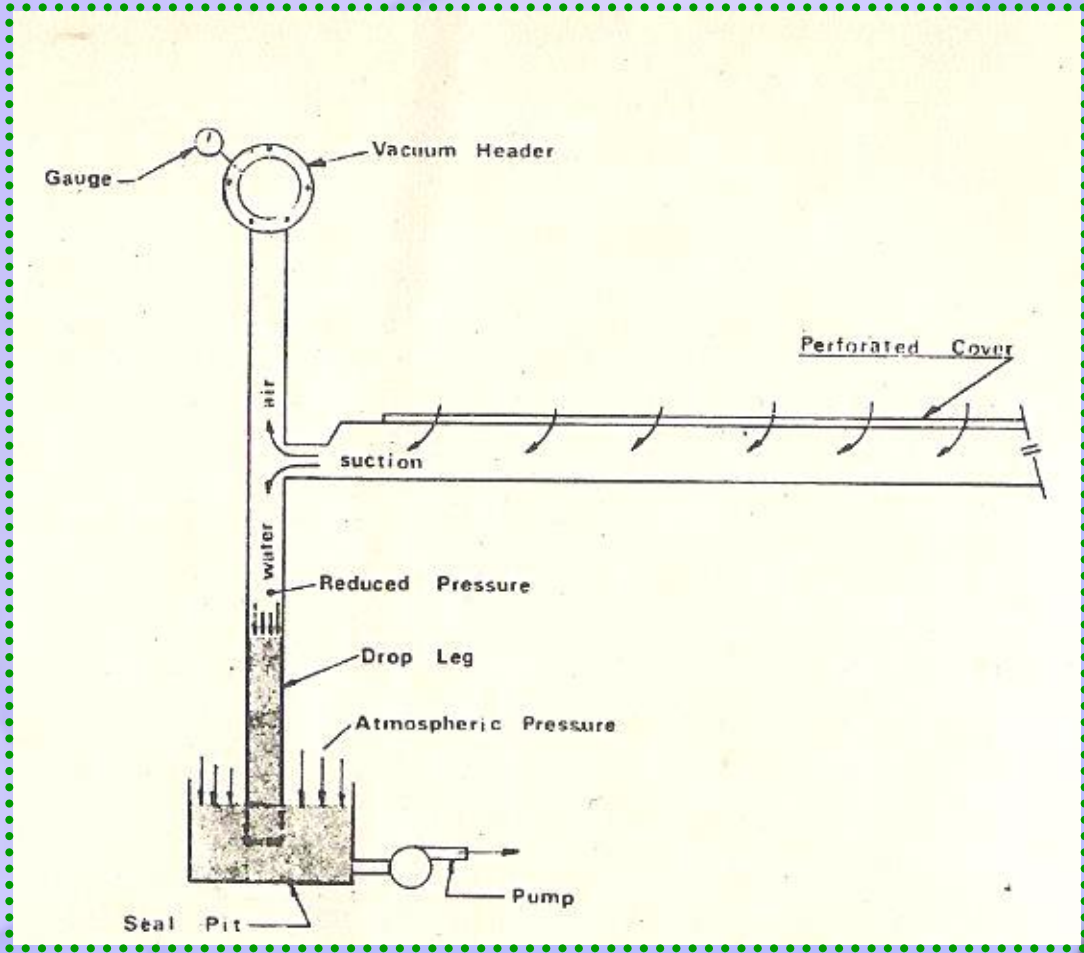 Vacuum Header
Gauge
Perforated Cover
air
suction
water
Reduced Pressure
Drop Leg
Atmospheric Pressure
Pump
Seal Pit